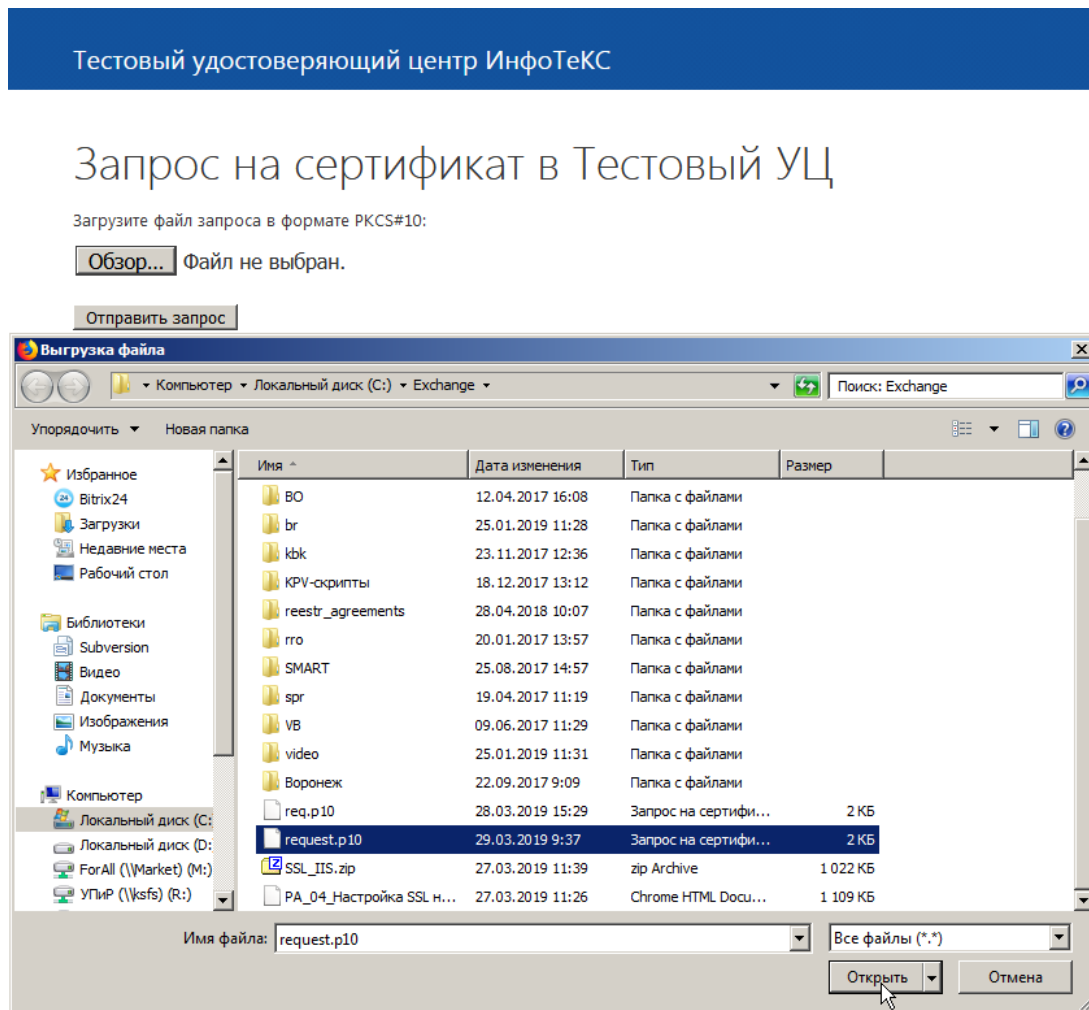 Тестовый удостоверяющий центр ИнфоТеКС
Запрос на сертификат в Тестовый УЦ
Загрузите файл запроса в формате PKCS#10:
Обзор... Файл не выбран.
Отправить запрос
Выгрузка файла
Компьютер Локальный диск (C:) Exchange Поиск: Exchange
Упорядочить Новая папка
Избранное
Bitrix24
Загрузки
Недавние места
Рабочий стол
Библиотеки
Subversion
Видео
Документы
Изображения
Музыка
Компьютер
Локальный диск (C:
Локальный диск (D:
ForAll (\\Market) (M:)
УПиР (\\ksfs) (R:)
Имя Дата изменения Тип Размер
BO 12.04.2017 16:08 Папка с файлами
br 25.01.2019 11:28 Папка с файлами
kbk 23.11.2017 12:36 Папка с файлами
KPV-скрипты 18.12.2017 13:12 Папка с файлами
reestr_agreements 28.04.2018 10:07 Папка с файлами
rro 20.01.2017 13:57 Папка с файлами
SMART 25.08.2017 14:57 Папка с файлами
spr 19.04.2017 11:19 Папка с файлами
VB 09.06.2017 11:29 Папка с файлами
video 25.01.2019 11:31 Папка с файлами
Воронеж 22.09.2017 9:09 Папка с файлами
req.p10 28.03.2019 15:29 Запрос на сертифи... 2 КБ
request.p10 29.03.2019 9:37 Запрос на сертифи... 2 КБ
SSL_IIS.zip 27.03.2019 11:39 zip Archive 1 022 КБ
PA_04_Настройка SSL н... 27.03.2019 11:26 Chrome HTML Docu... 1 109 КБ
Имя файла: request.p10 Все файлы (*.*)
Открыть Отмена